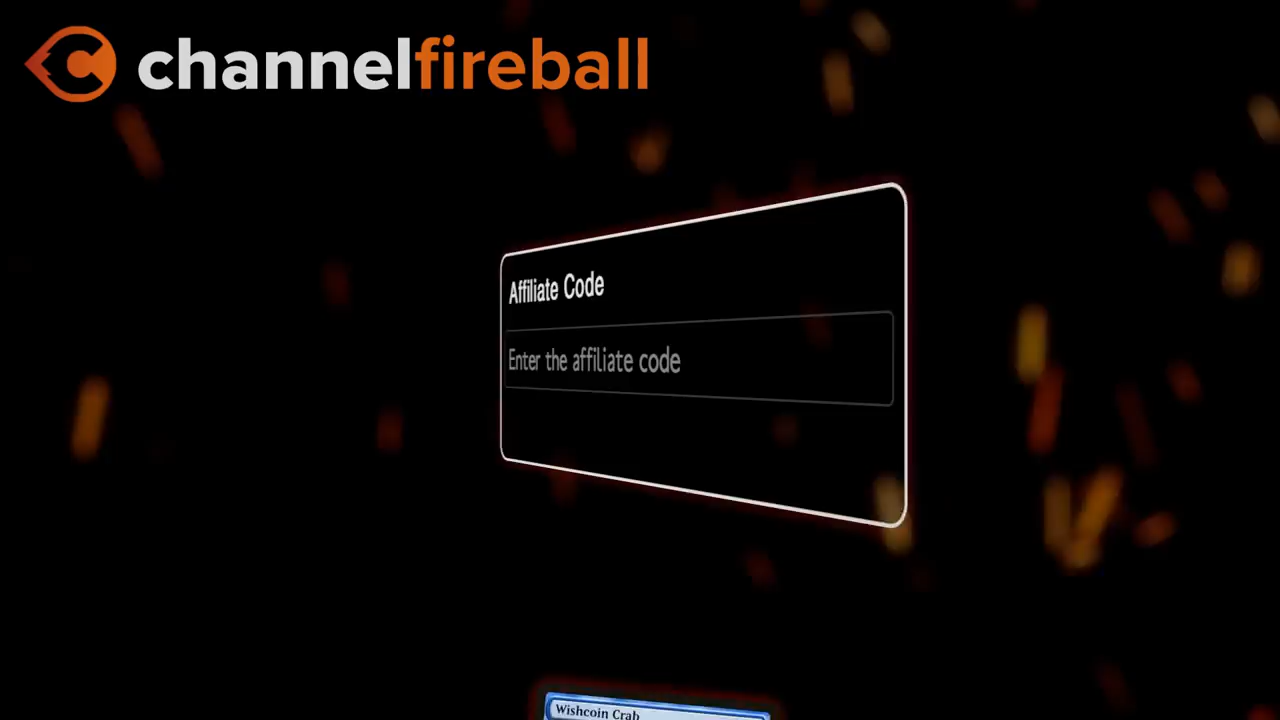 channelfireball
Affiliate Code
Enter the affiliate code
Wishcoin Crab